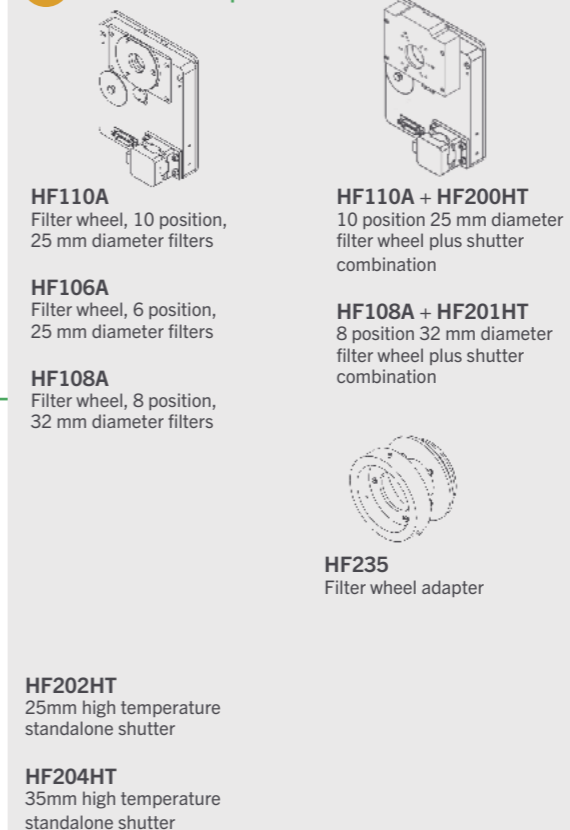 HF110A
Filter wheel, 10 position,
25 mm diameter filters
HF106A
Filter wheel, 6 position,
25 mm diameter filters
HF108A
Filter wheel, 8 position,
32 mm diameter filters
HF110A + HF200HT
10 position 25 mm diameter
filter wheel plus shutter
combination
HF108A + HF201HT
8 position 32 mm diameter
filter wheel plus shutter
combination
HF235
Filter wheel adapter
HF202HT
25mm high temperature
standalone shutter
HF204HT
35mm high temperature
standalone shutter